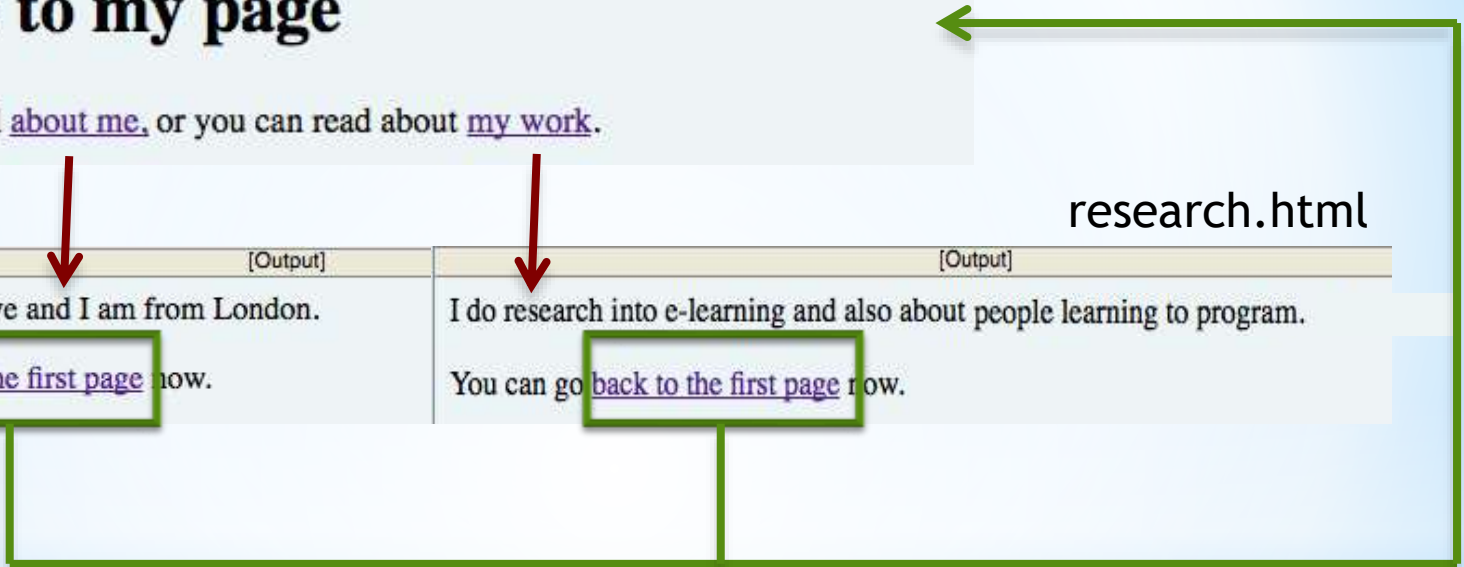 to my page
about me, or you can read about my work.
research.html
[Output]
[Output]
and I am from London.
I do research into e-learning and also about people learning to program.
first page now.
You can go back to the first page now.